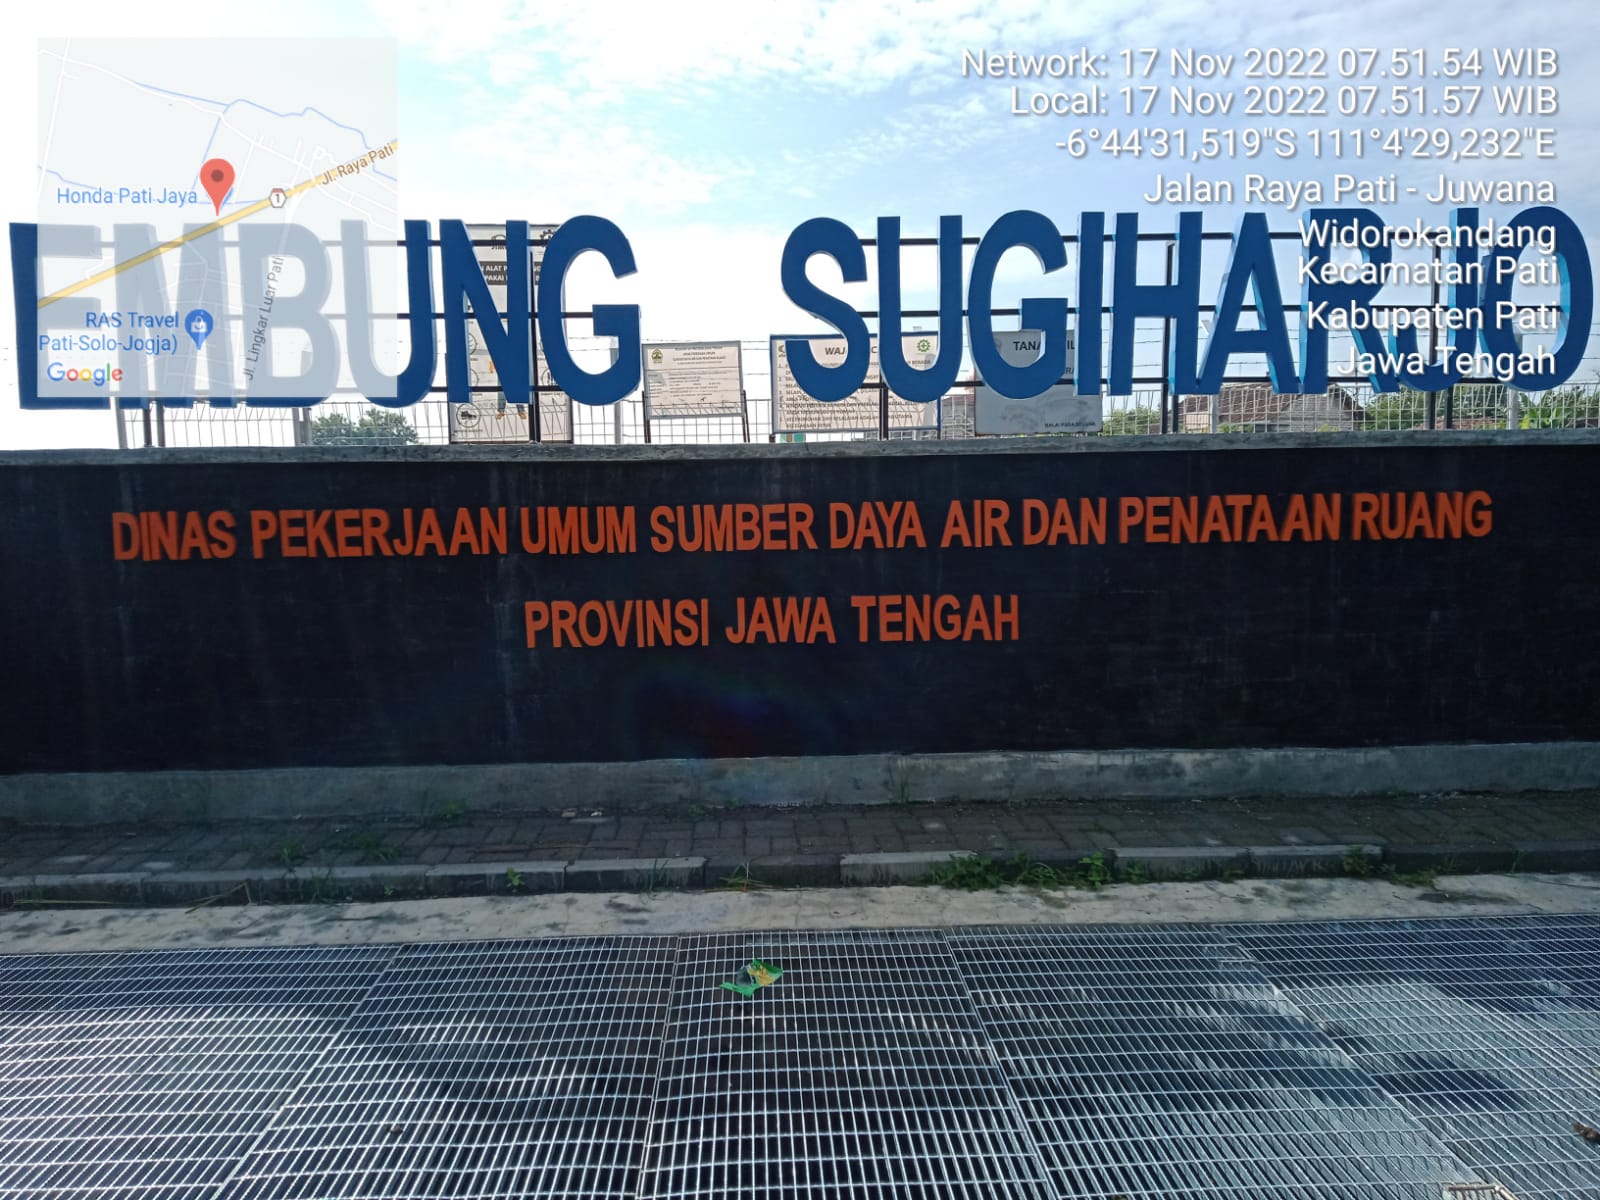 Network: 17 Nov 2022 07.51.54 WIB
Local: 17 Nov 2022 07.51.57 WIB
-6°44'31,519"S 111°4'29,232"E
Jalan Raya Pati - Juwana
Widorokandang
Kecamatan Pati
Kabupaten Pati
Jawa Tengah
Jl. Raya Pati
Honda Pati Jaya
1
Jl. Lingkar Luar Pati
RAS Travel
Pati-Solo-Jogja)
Google
EMBUNG SUGIHARJO
DINAS PEKERJAAN UMUM SUMBER DAYA AIR DAN PENATAAN RUANG
PROVINSI JAWA TENGAH